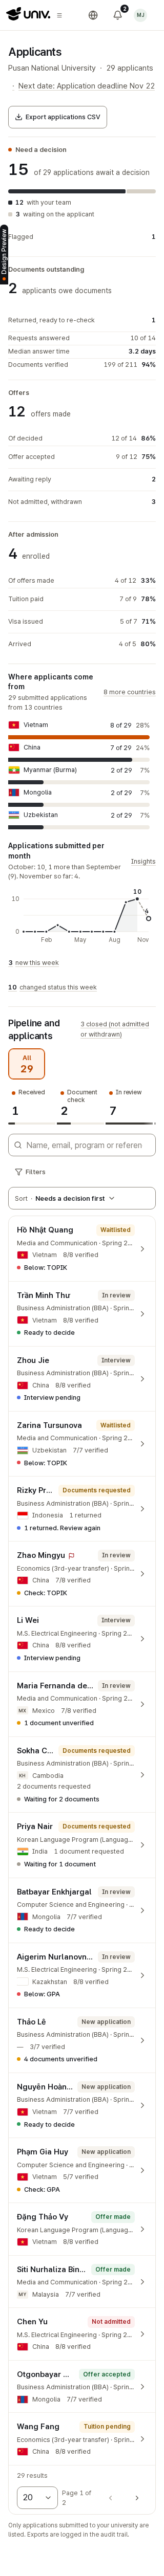 univ.
2
MJ
Applicants
Pusan National University · 29 applicants
· Next date: Application deadline Nov 22
Export applications CSV
Need a decision
15 of 29 applications await a decision
12 with your team
3 waiting on the applicant
Flagged 1
Design Preview
Documents outstanding
2 applicants owe documents
Returned, ready to re-check 1
Requests answered 10 of 14
Median answer time 3.2 days
Documents verified 199 of 211 94%
Offers
12 offers made
Of decided 12 of 14 86%
Offer accepted 9 of 12 75%
Awaiting reply 2
Not admitted, withdrawn 3
After admission
4 enrolled
Of offers made 4 of 12 33%
Tuition paid 7 of 9 78%
Visa issued 5 of 7 71%
Arrived 4 of 5 80%
Where applicants come from
29 submitted applications from 13 countries
8 more countries
Vietnam 8 of 29 28%
China 7 of 29 24%
Myanmar (Burma) 2 of 29 7%
Mongolia 2 of 29 7%
Uzbekistan 2 of 29 7%
Applications submitted per month
October: 10, 1 more than September (9). November so far: 4.
Insights
10
10
4
0
Feb May Aug Nov
3 new this week
10 changed status this week
Pipeline and applicants
3 closed (not admitted or withdrawn)
All
29
Received
1
Document check
2
In review
7
Name, email, program or referen
Filters
Sort · Needs a decision first
Hồ Nhật Quang Waitlisted
Media and Communication · Spring 2...
Vietnam 8/8 verified
Below: TOPIK
Trần Minh Thư In review
Business Administration (BBA) · Sprin...
Vietnam 8/8 verified
Ready to decide
Zhou Jie Interview
Business Administration (BBA) · Sprin...
China 8/8 verified
Interview pending
Zarina Tursunova Waitlisted
Media and Communication · Spring 2...
Uzbekistan 7/7 verified
Below: TOPIK
Rizky Pr... Documents requested
Business Administration (BBA) · Sprin...
Indonesia 1 returned
1 returned. Review again
Zhao Mingyu In review
Economics (3rd-year transfer) · Sprin...
China 7/8 verified
Check: TOPIK
Li Wei Interview
M.S. Electrical Engineering · Spring 2...
China 8/8 verified
Interview pending
Maria Fernanda de... In review
Media and Communication · Spring 2...
MX Mexico 7/8 verified
1 document unverified
Sokha C... Documents requested
Business Administration (BBA) · Sprin...
KH Cambodia
2 documents requested
Waiting for 2 documents
Priya Nair Documents requested
Korean Language Program (Languag...
India 1 document requested
Waiting for 1 document
Batbayar Enkhjargal In review
Computer Science and Engineering · ...
Mongolia 7/7 verified
Ready to decide
Aigerim Nurlanovn... In review
M.S. Electrical Engineering · Spring 2...
Kazakhstan 8/8 verified
Below: GPA
Thảo Lê New application
Business Administration (BBA) · Sprin...
— 3/7 verified
4 documents unverified
Nguyễn Hoàn... New application
Business Administration (BBA) · Sprin...
Vietnam 7/7 verified
Ready to decide
Phạm Gia Huy New application
Computer Science and Engineering · ...
Vietnam 5/7 verified
Check: GPA
Đặng Thảo Vy Offer made
Korean Language Program (Languag...
Vietnam 8/8 verified
Siti Nurhaliza Bin... Offer made
Media and Communication · Spring 2...
MY Malaysia 7/7 verified
Chen Yu Not admitted
M.S. Electrical Engineering · Spring 2...
China 8/8 verified
Otgonbayar ... Offer accepted
Business Administration (BBA) · Sprin...
Mongolia 7/7 verified
Wang Fang Tuition pending
Economics (3rd-year transfer) · Sprin...
China 8/8 verified
29 results
20 Page 1 of 2
Only applications submitted to your university are listed. Exports are logged in the audit trail.